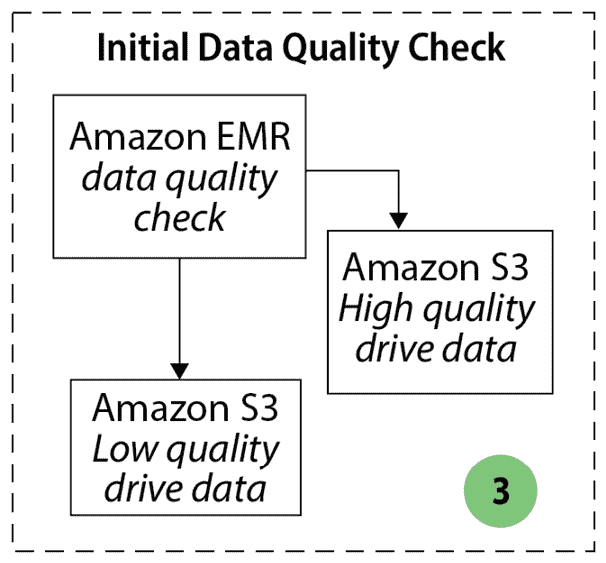 Initial Data Quality Check
Amazon EMR
data quality
check
Amazon S3
High quality
drive data
Amazon S3
Low quality
drive data
3